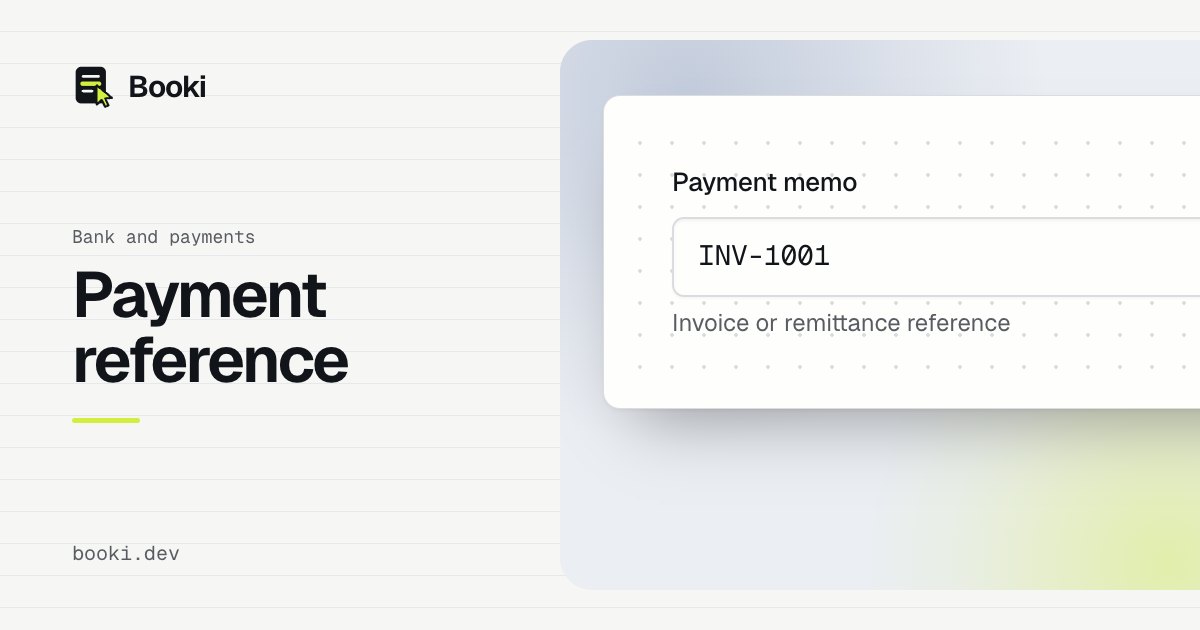 Booki
Bank and payments
Payment
reference
booki.dev
Payment memo
INV-1001
Invoice or remittance reference